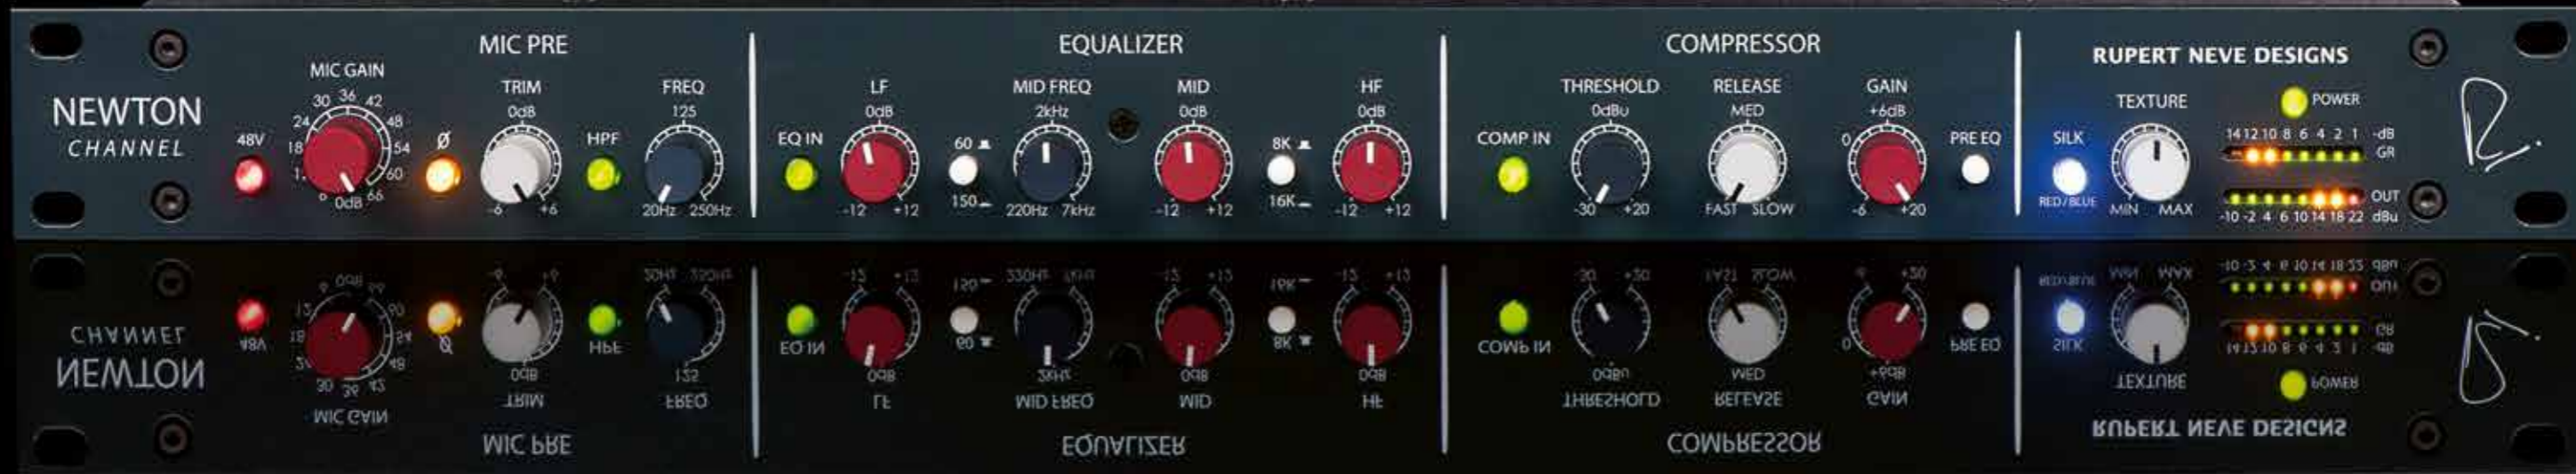 NEWTON
CHANNEL
MIC PRE
MIC GAIN
18 24 30 36 42 48 54 60 66
0dB
48V
Ø
TRIM
0dB
-6 +6
HPF
FREQ
125
20Hz 250Hz
EQUALIZER
EQ IN
LF
0dB
-12 +12
60
150
MID FREQ
2kHz
220Hz 7kHz
MID
0dB
-12 +12
8K
16K
HF
0dB
-12 +12
COMPRESSOR
COMP IN
THRESHOLD
0dBu
-30 +20
RELEASE
MED
FAST SLOW
GAIN
+6dB
0
-6 +20
PRE EQ
RUPERT NEVE DESIGNS
SILK
RED/BLUE
TEXTURE
MIN MAX
POWER
14 12 10 8 6 4 2 1 -dB
GR
OUT
-10 -2 4 6 10 14 18 22 dBu